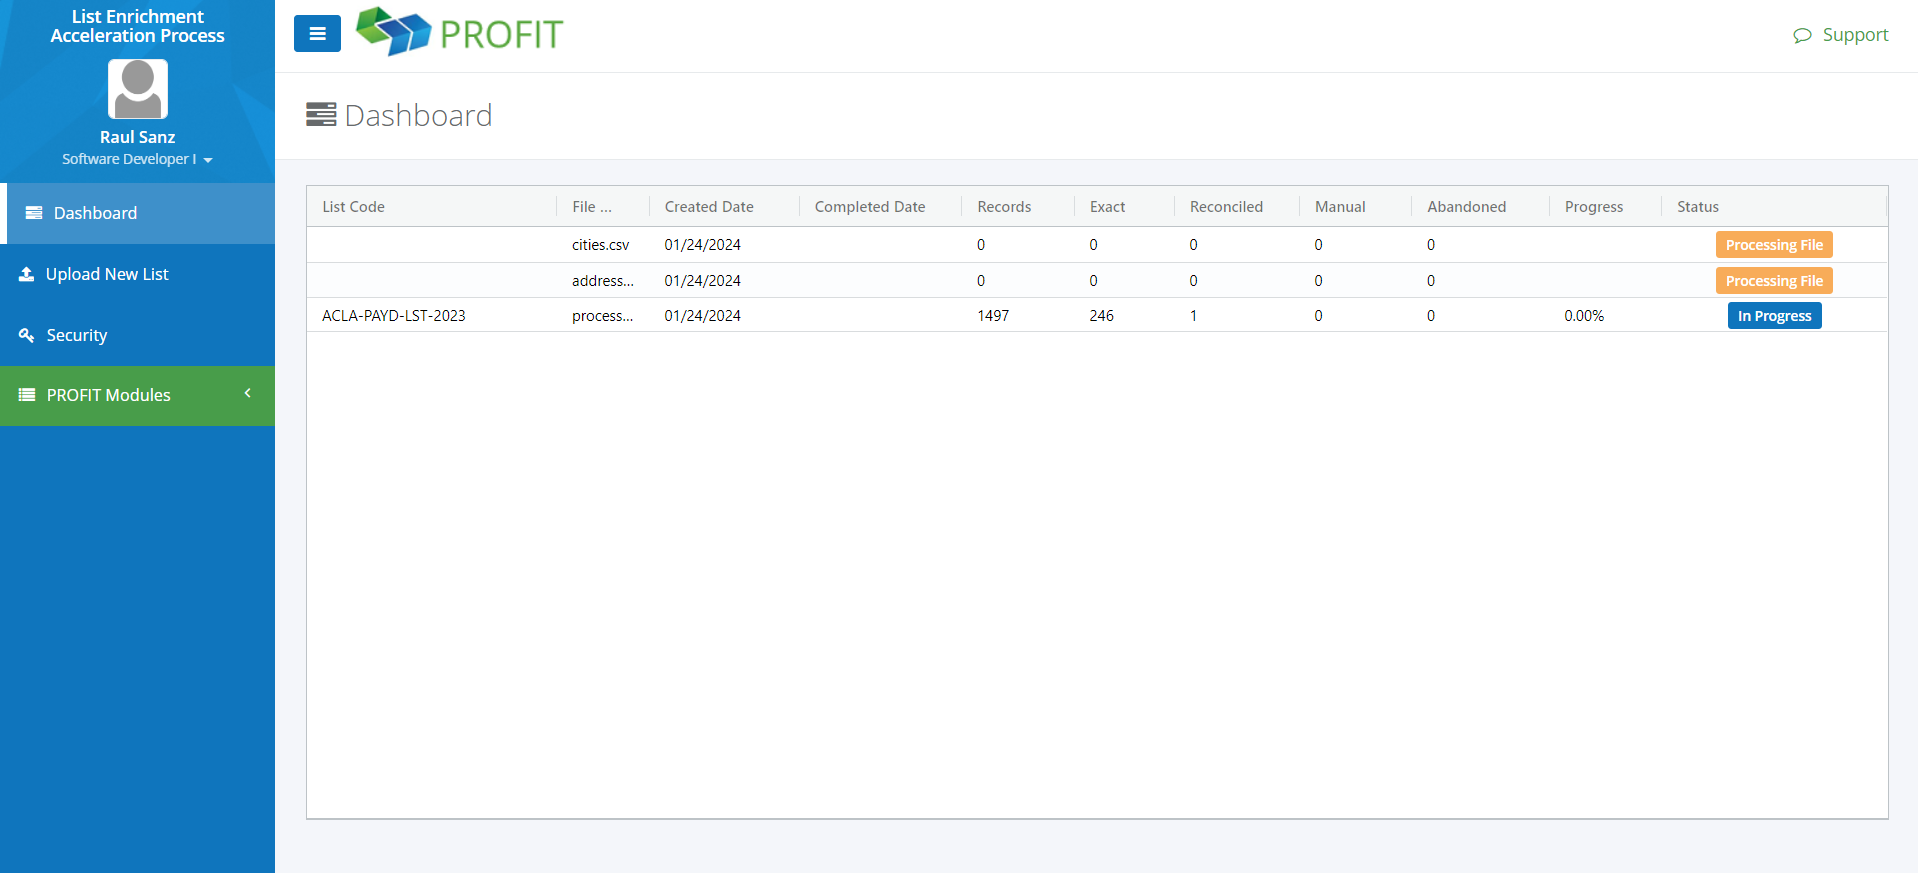 List Enrichment
Acceleration Process
Raul Sanz
Software Developer I
Dashboard
Upload New List
Security
PROFIT Modules
PROFIT
Support
Dashboard
List Code File ... Created Date Completed Date Records Exact Reconciled Manual Abandoned Progress Status
cities.csv 01/24/2024 0 0 0 0 0 Processing File
address... 01/24/2024 0 0 0 0 0 Processing File
ACLA-PAYD-LST-2023 process... 01/24/2024 1497 246 1 0 0 0.00% In Progress